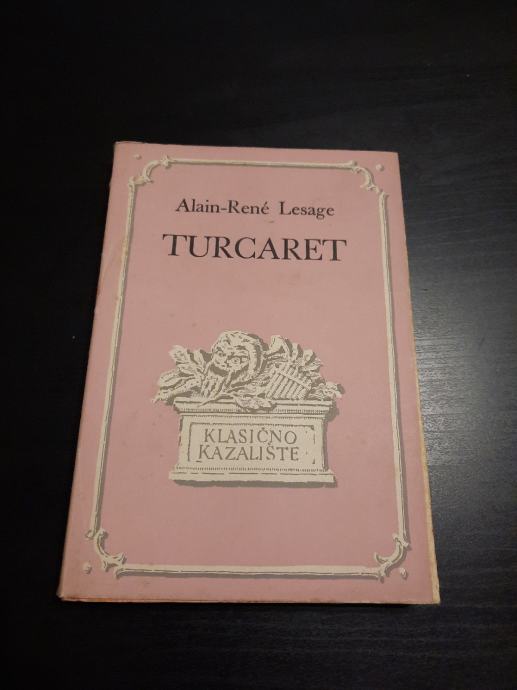 Alain-René Lesage
TURCARET
KLASIČNO
KAZALIŠTE